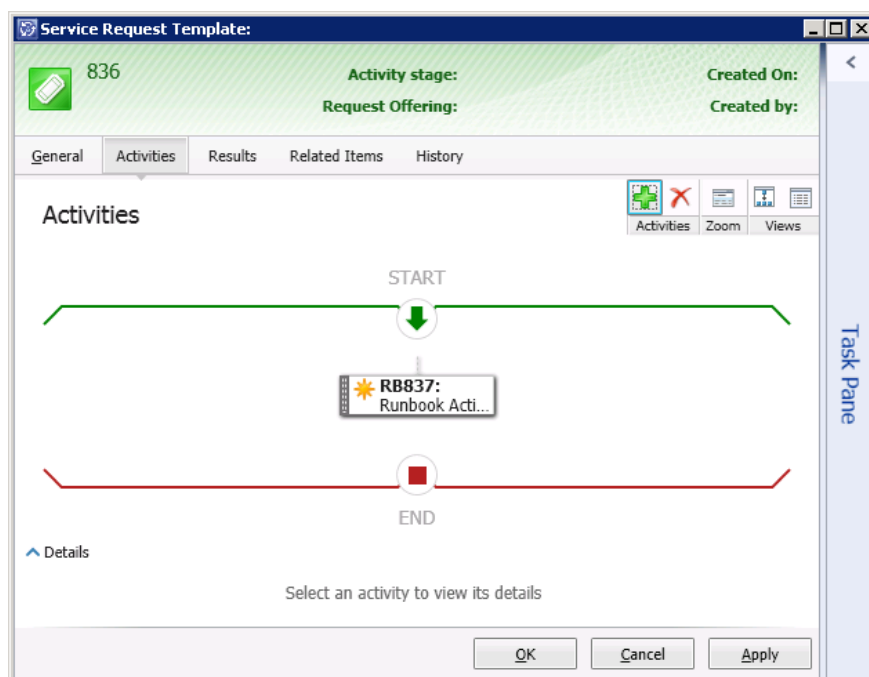 Service Request Template:
836
Activity stage:
Created On:
Request Offering:
Created by:
General Activities Results Related Items History
Activities
Activities Zoom Views
START
RB837:
Runbook Acti...
END
Details
Select an activity to view its details
OK Cancel Apply
Task Pane